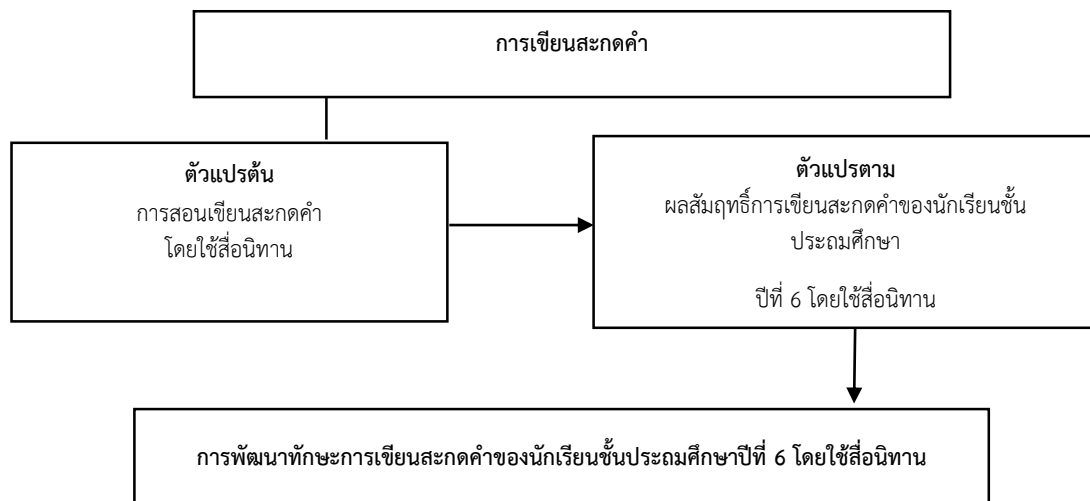 การเขียนสะกดคำ
ตัวแปรต้น
การสอนเขียนสะกดคำ
โดยใช้สื่อนิทาน
ตัวแปรตาม
ผลสัมฤทธิ์การเขียนสะกดคำของนักเรียนชั้น
ประถมศึกษา
ปีที่ 6 โดยใช้สื่อนิทาน
การพัฒนาทักษะการเขียนสะกดคำของนักเรียนชั้นประถมศึกษาปีที่ 6 โดยใช้สื่อนิทาน